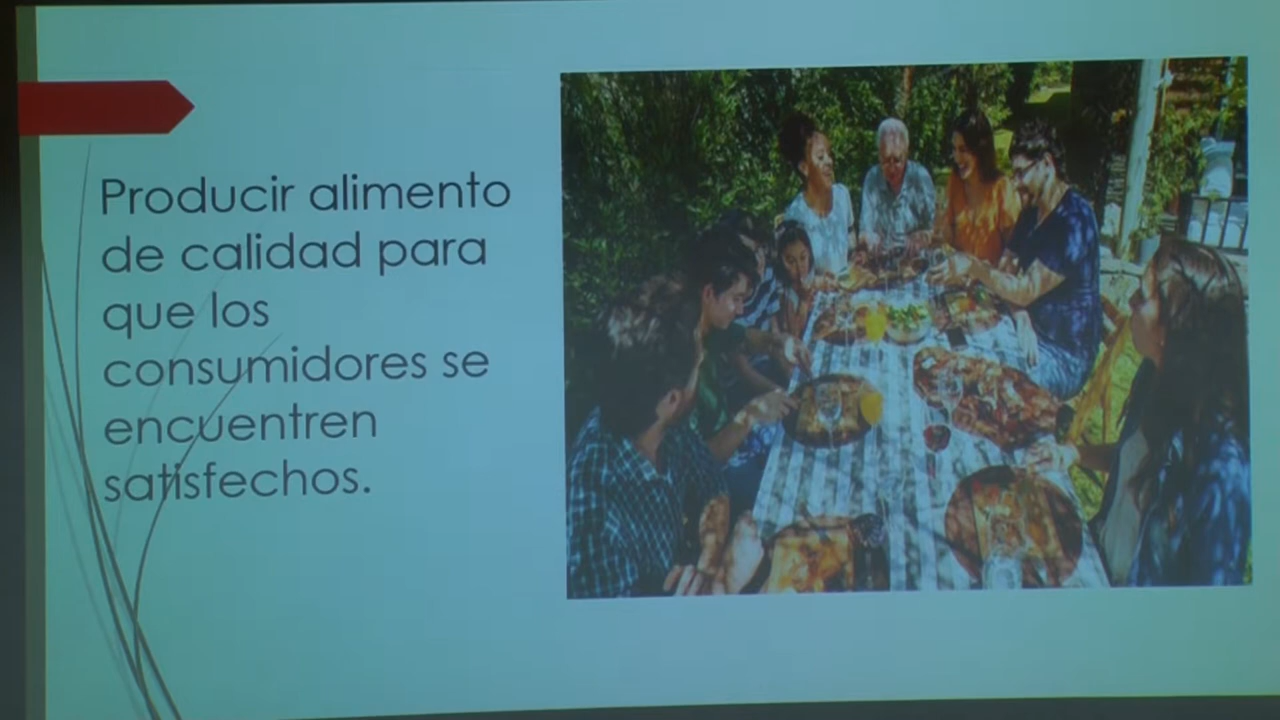 Producir alimento
de calidad para
que los
consumidores se
encuentren
satisfechos.